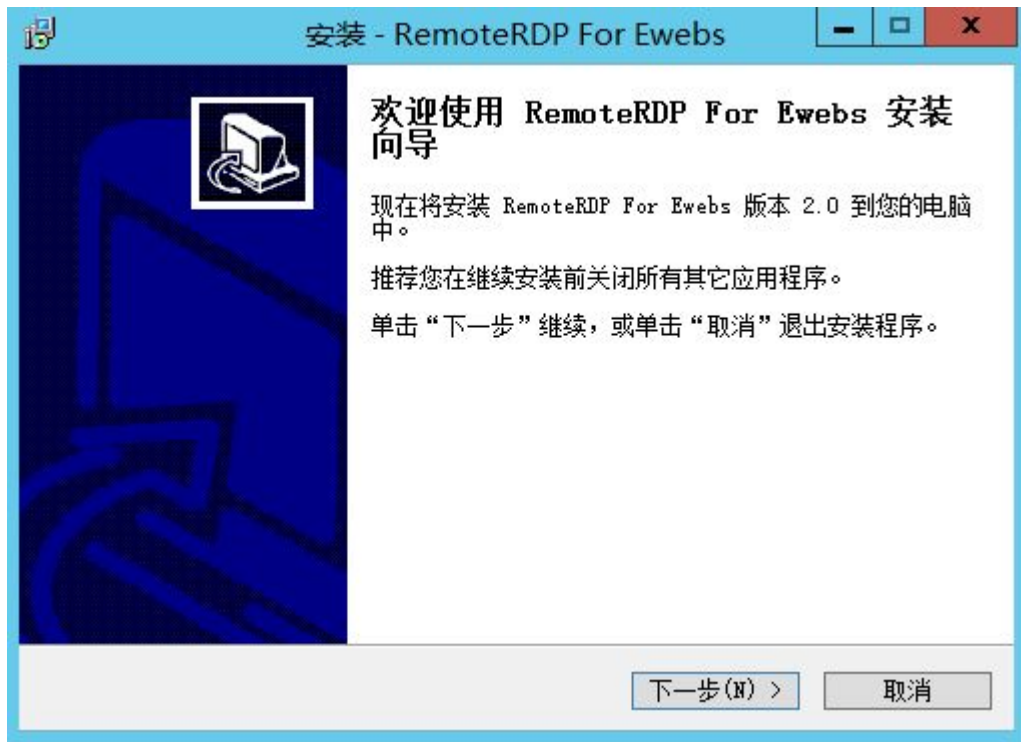 安装 - RemoteRDP For Ewebs
欢迎使用 RemoteRDP For Ewebs 安装
向导
现在将安装 RemoteRDP For Ewebs 版本 2.0 到您的电脑
中。
推荐您在继续安装前关闭所有其它应用程序。
单击“下一步”继续，或单击“取消”退出安装程序。
下一步(N) >
取消